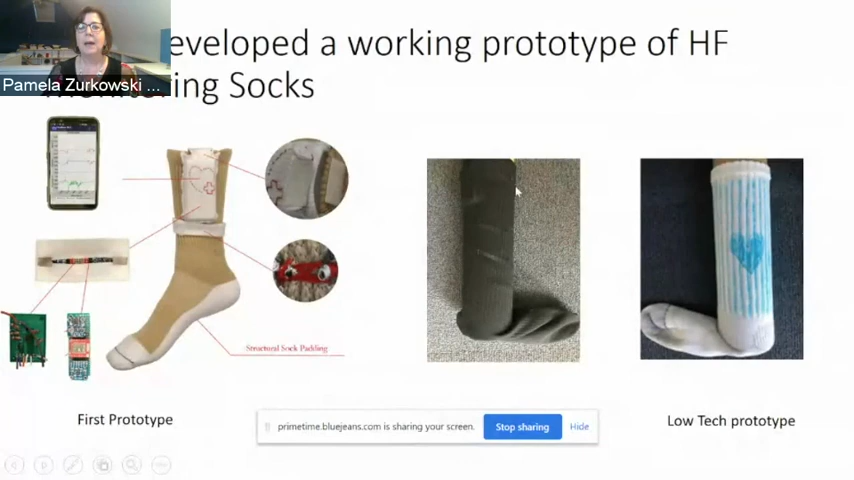 eveloped a working prototype of HF
Pamela Zurkowski ...
ring Socks
Structural Sock Padding
First Prototype
Low Tech prototype
primetime.bluejeans.com is sharing your screen.
Stop sharing
Hide